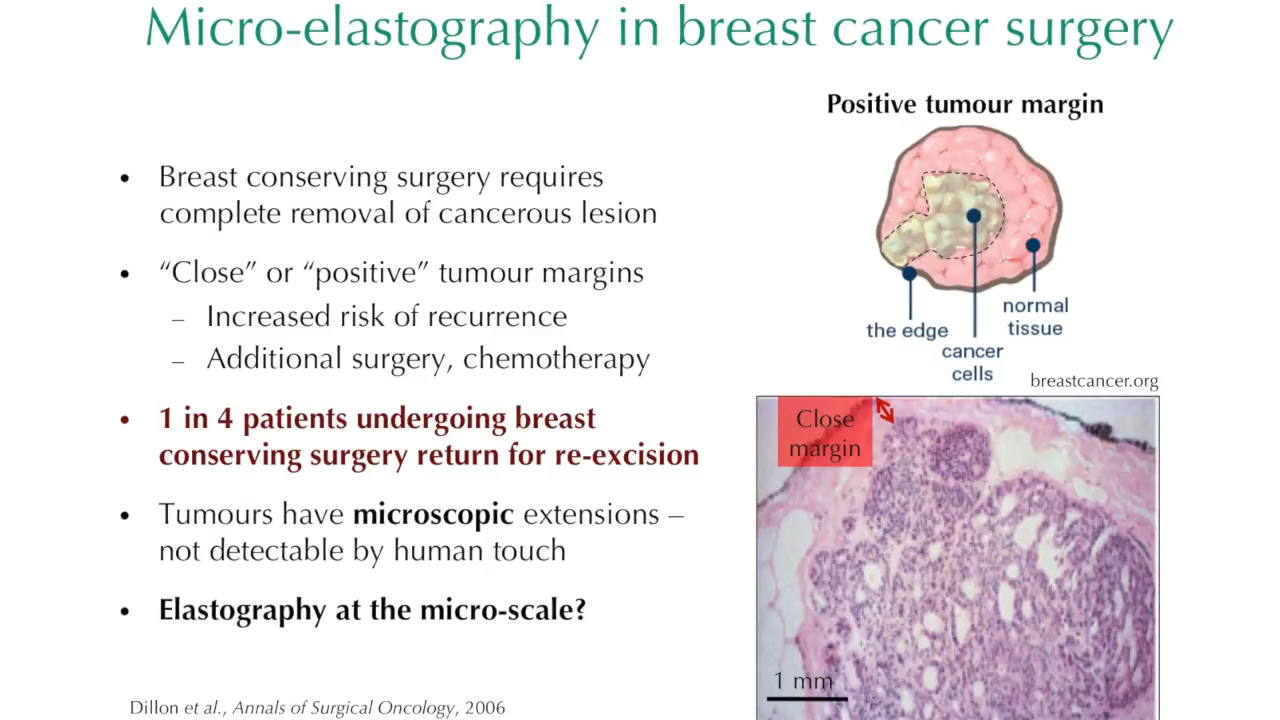 Micro-elastography in breast cancer surgery
• Breast conserving surgery requires
complete removal of cancerous lesion
• “Close” or “positive” tumour margins
– Increased risk of recurrence
– Additional surgery, chemotherapy
• 1 in 4 patients undergoing breast
conserving surgery return for re-excision
• Tumours have microscopic extensions –
not detectable by human touch
• Elastography at the micro-scale?
Dillon et al., Annals of Surgical Oncology, 2006
Positive tumour margin
the edge
cancer
cells
normal
tissue
breastcancer.org
Close
margin
1 mm